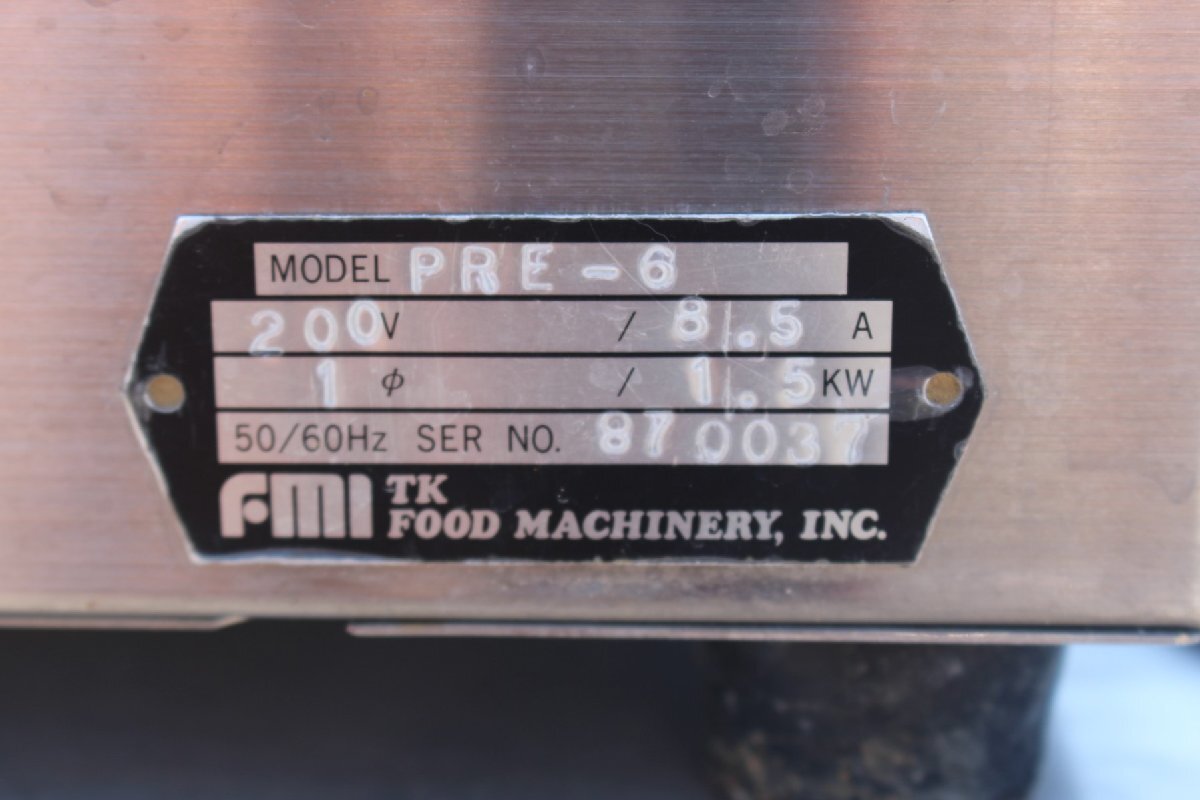 MODEL PRE-6
200V / 8.5 A
1 φ / 1.5 KW
50/60Hz SER NO. 870037
FMI TK
FOOD MACHINERY, INC.